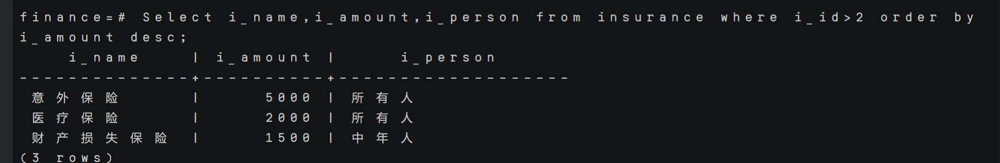 finance=# Select i_name,i_amount,i_person from insurance where i_id>2 order by
i_amount desc;
    i_name    | i_amount |     i_person
--------------+----------+-------------------
 意外保险      |     5000 | 所有人
 医疗保险      |     2000 | 所有人
 财产损失保险  |     1500 | 中年人
(3 rows)